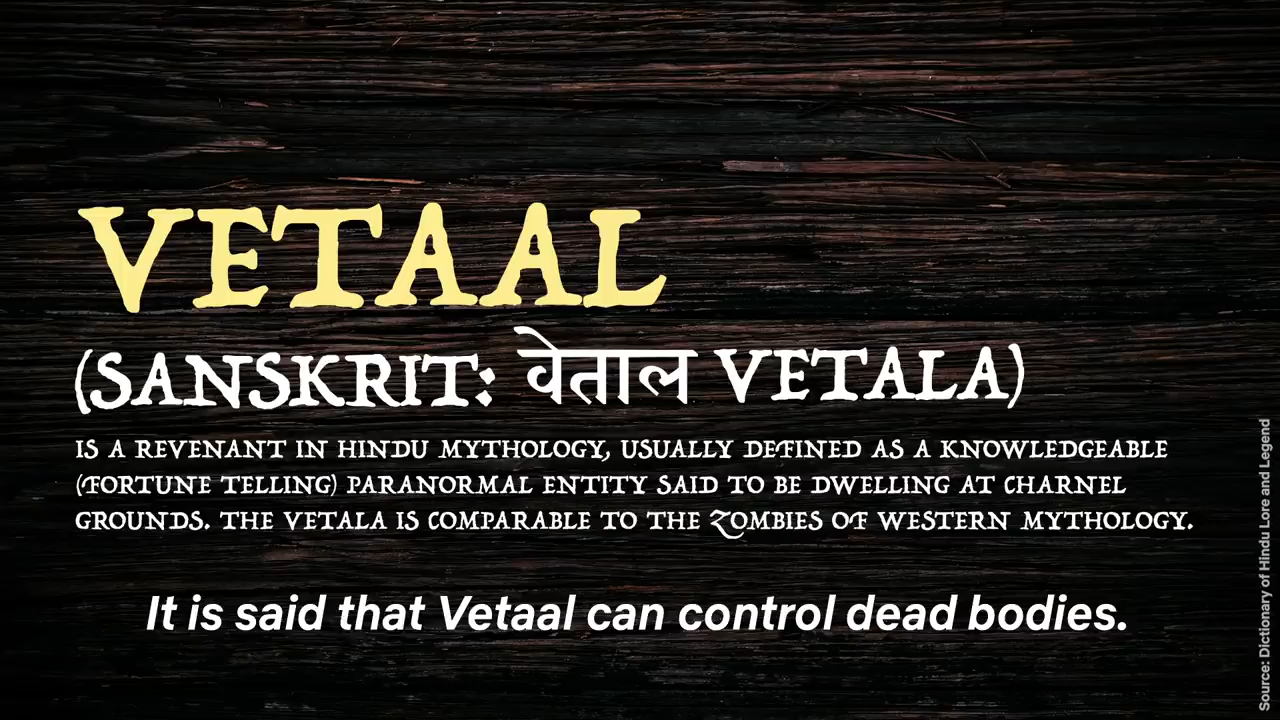 VETAAL
(SANSKRIT: वेताल VETALA)
IS A REVENANT IN HINDU MYTHOLOGY, USUALLY DEFINED AS A KNOWLEDGEABLE
(FORTUNE TELLING) PARANORMAL ENTITY SAID TO BE DWELLING AT CHARNEL
GROUNDS. THE VETALA IS COMPARABLE TO THE ZOMBIES OF WESTERN MYTHOLOGY.
It is said that Vetaal can control dead bodies.
Source: Dictionary of Hindu Lore and Legend